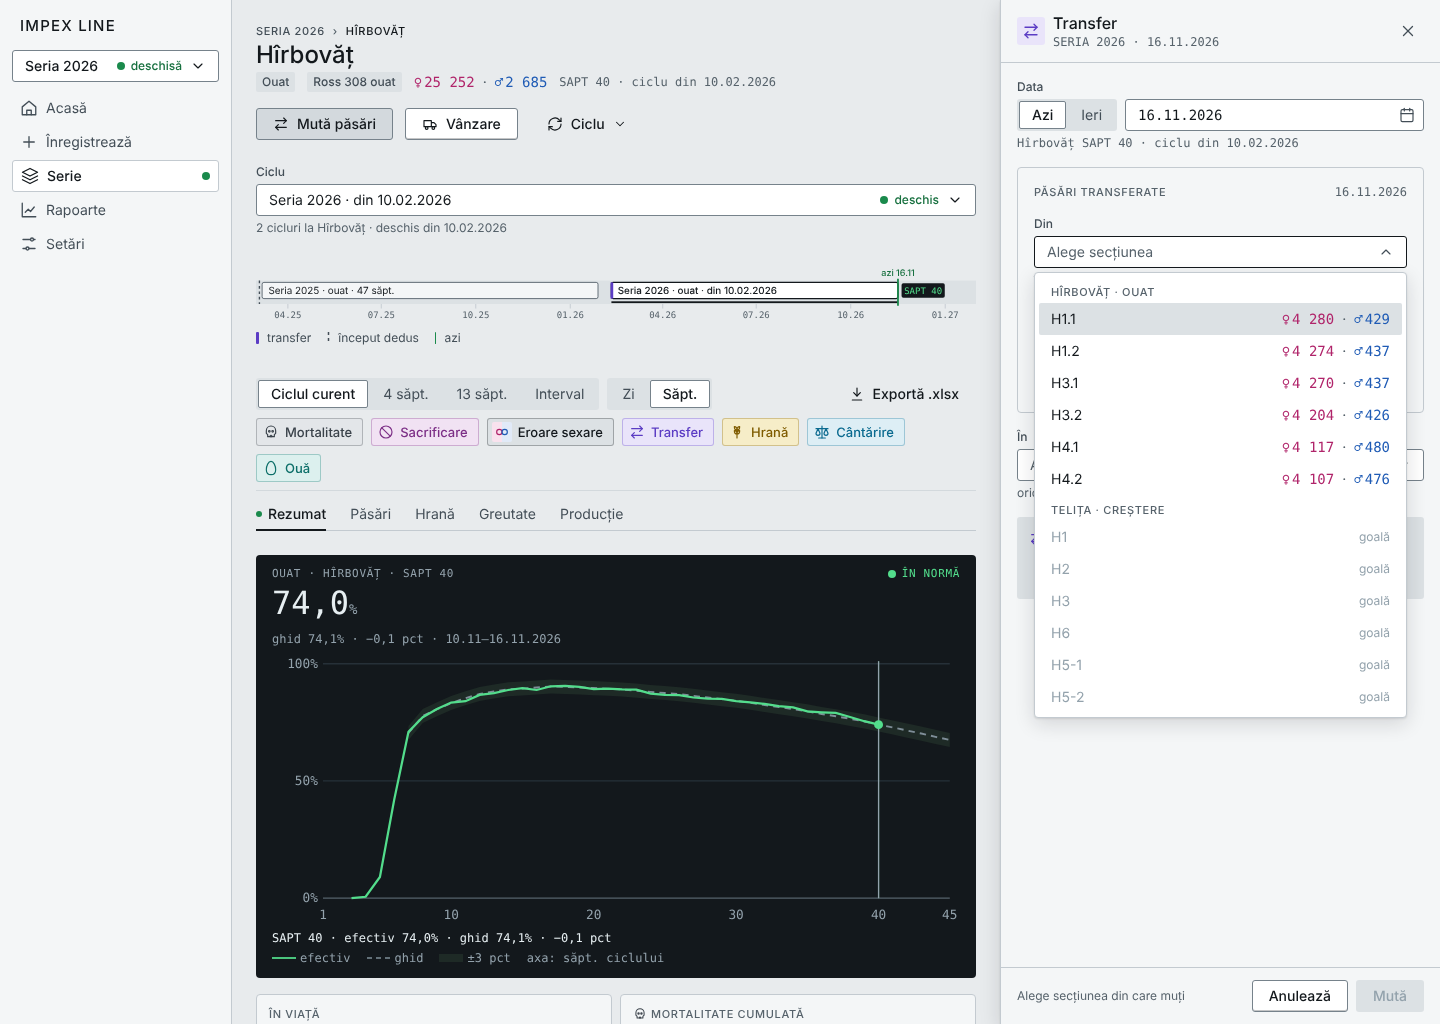 IMPEX LINE
Seria 2026 deschisă
Acasă
Înregistrează
Serie
Rapoarte
Setări
SERIA 2026 › HÎRBOVĂȚ
Hîrbovăț
Ouat Ross 308 ouat ♀25 252 · ♂2 685 SAPT 40 · ciclu din 10.02.2026
Mută păsări Vânzare Ciclu
Ciclu
Seria 2026 · din 10.02.2026 deschis
2 cicluri la Hîrbovăț · deschis din 10.02.2026
azi 16.11
Seria 2025 · ouat · 47 săpt. Seria 2026 · ouat · din 10.02.2026 SAPT 40
04.25 07.25 10.25 01.26 04.26 07.26 10.26 01.27
transfer început dedus azi
Ciclul curent 4 săpt. 13 săpt. Interval Zi Săpt. Exportă .xlsx
Mortalitate Sacrificare Eroare sexare Transfer Hrană Cântărire
Ouă
Rezumat Păsări Hrană Greutate Producție
OUAT · HÎRBOVĂȚ · SAPT 40 ÎN NORMĂ
74,0%
ghid 74,1% · −0,1 pct · 10.11–16.11.2026
100%
50%
0%
1 10 20 30 40 45
SAPT 40 · efectiv 74,0% · ghid 74,1% · −0,1 pct
efectiv ghid ±3 pct axa: săpt. ciclului
ÎN VIAȚĂ MORTALITATE CUMULATĂ
Transfer
SERIA 2026 · 16.11.2026
Data
Azi Ieri 16.11.2026
Hîrbovăț SAPT 40 · ciclu din 10.02.2026
PĂSĂRI TRANSFERATE 16.11.2026
Din
Alege secțiunea
HÎRBOVĂȚ · OUAT
H1.1 ♀4 280 · ♂429
H1.2 ♀4 274 · ♂437
H3.1 ♀4 270 · ♂437
H3.2 ♀4 204 · ♂426
H4.1 ♀4 117 · ♂480
H4.2 ♀4 107 · ♂476
TELIȚA · CREȘTERE
H1 goală
H2 goală
H3 goală
H6 goală
H5-1 goală
H5-2 goală
În
Alege secțiunea din care muți Anulează Mută